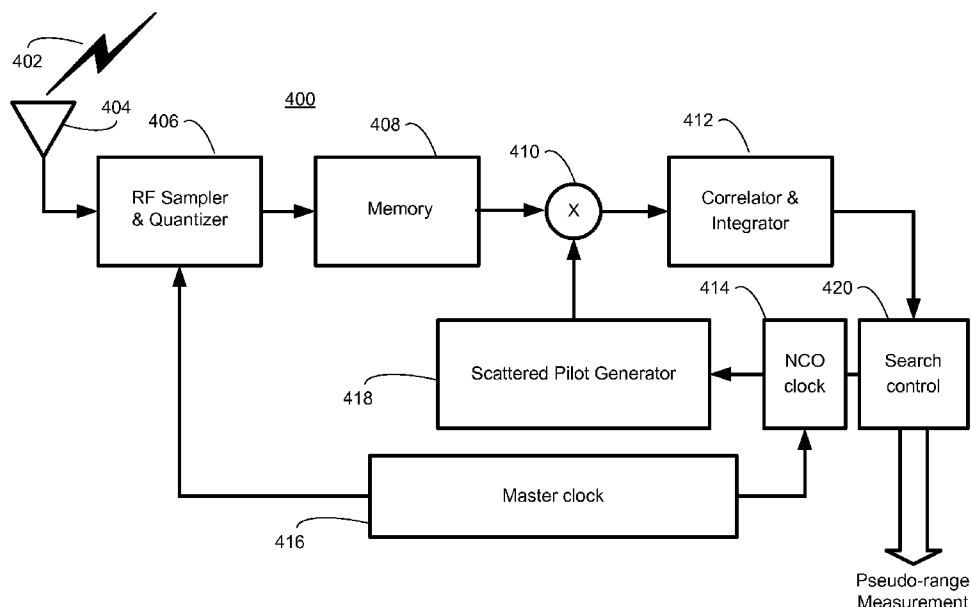 402
404
400
406
RF Sampler
& Quantizer
408
Memory
410
X
412
Correlator &
Integrator
414
NCO
clock
420
Search
control
418
Scattered Pilot Generator
416
Master clock
Pseudo-range
Measurement